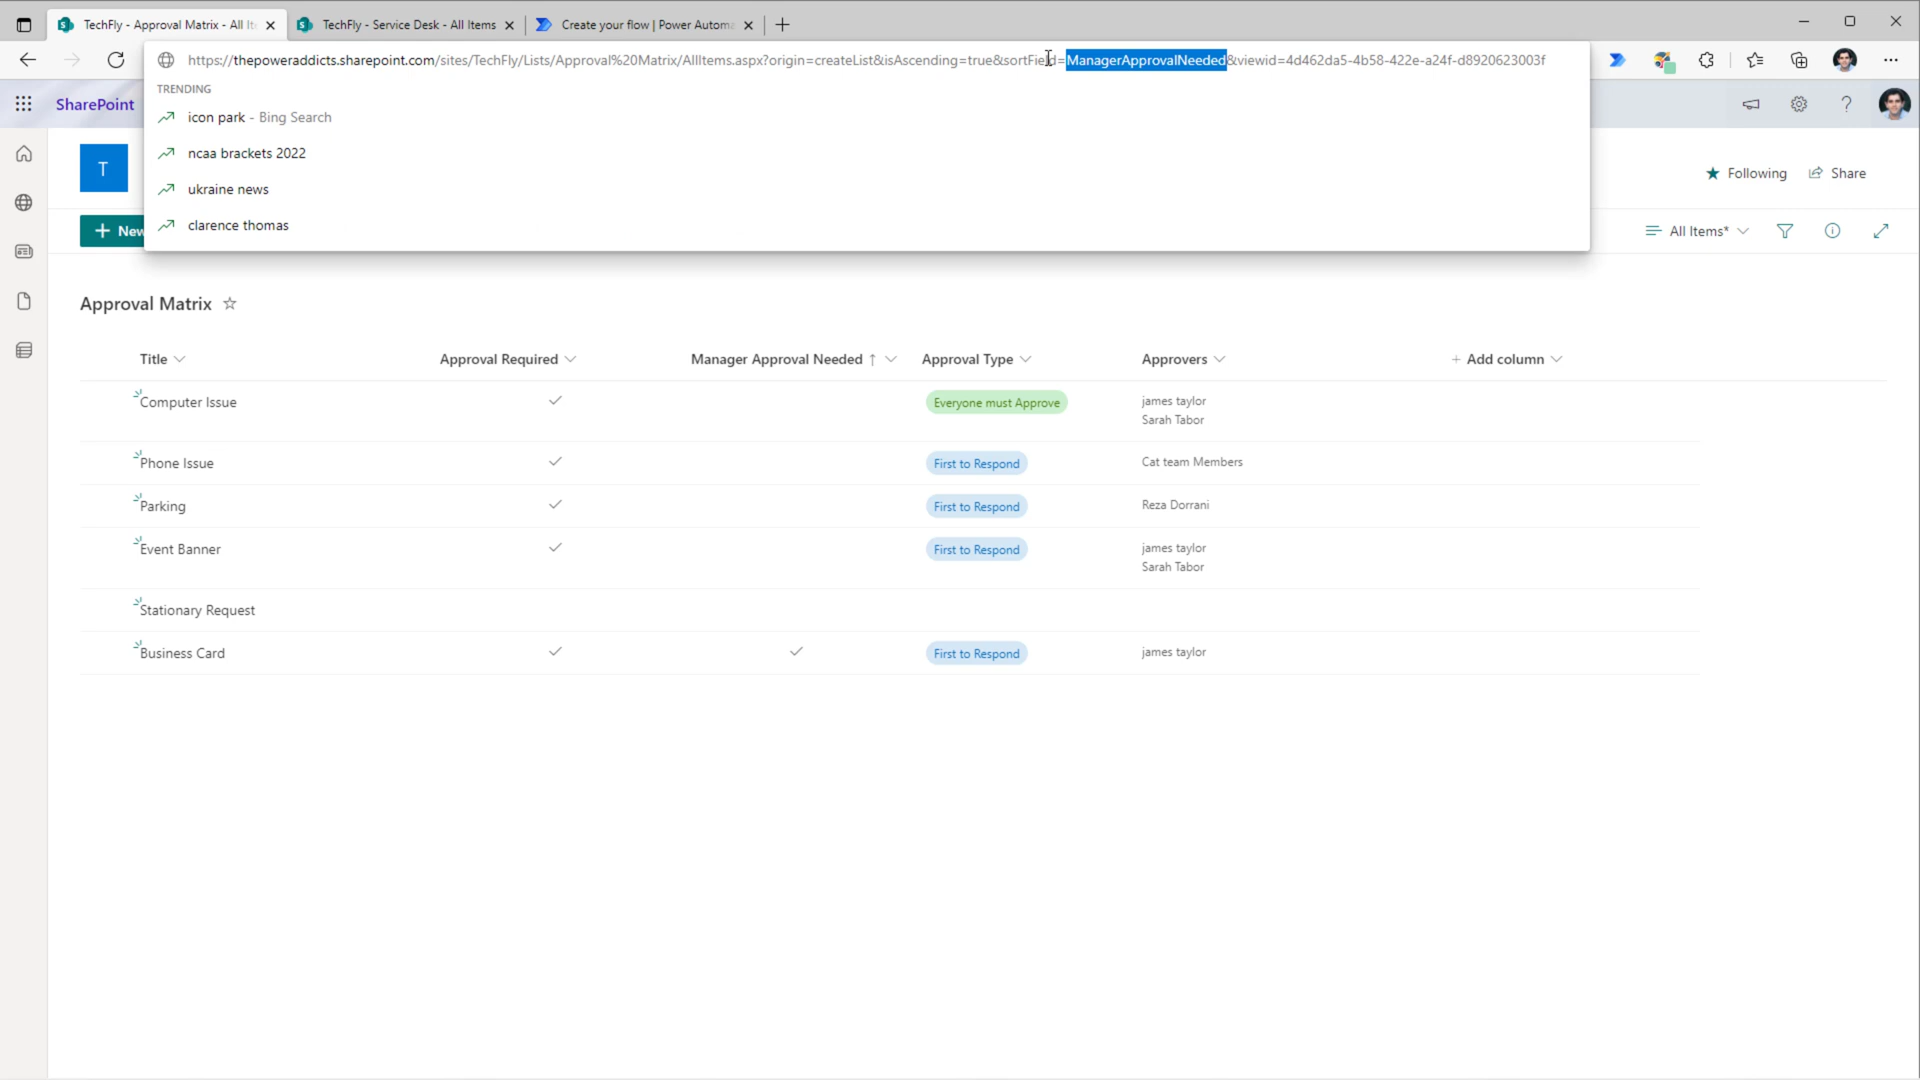 TechFly - Approval Matrix - All It
TechFly - Service Desk - All Items
Create your flow | Power Automa
https://thepoweraddicts.sharepoint.com/sites/TechFly/Lists/Approval%20Matrix/AllItems.aspx?origin=createList&isAscending=true&sortField=ManagerApprovalNeeded&viewid=4d462da5-4b58-422e-a24f-d8920623003f
TRENDING
icon park - Bing Search
ncaa brackets 2022
ukraine news
clarence thomas
SharePoint
T
Following
Share
New
All Items*
Approval Matrix
Title
Approval Required
Manager Approval Needed
Approval Type
Approvers
Add column
Computer Issue
Everyone must Approve
james taylor
Sarah Tabor
Phone Issue
First to Respond
Cat team Members
Parking
First to Respond
Reza Dorrani
Event Banner
First to Respond
james taylor
Sarah Tabor
Stationary Request
Business Card
First to Respond
james taylor